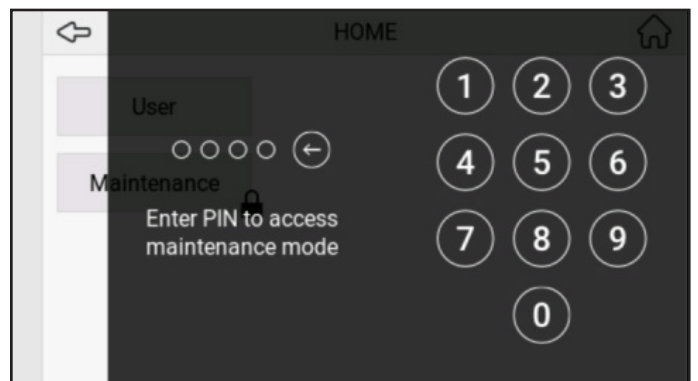 HOME
User
Maintenance
Enter PIN to access
maintenance mode
1 2 3
4 5 6
7 8 9
0